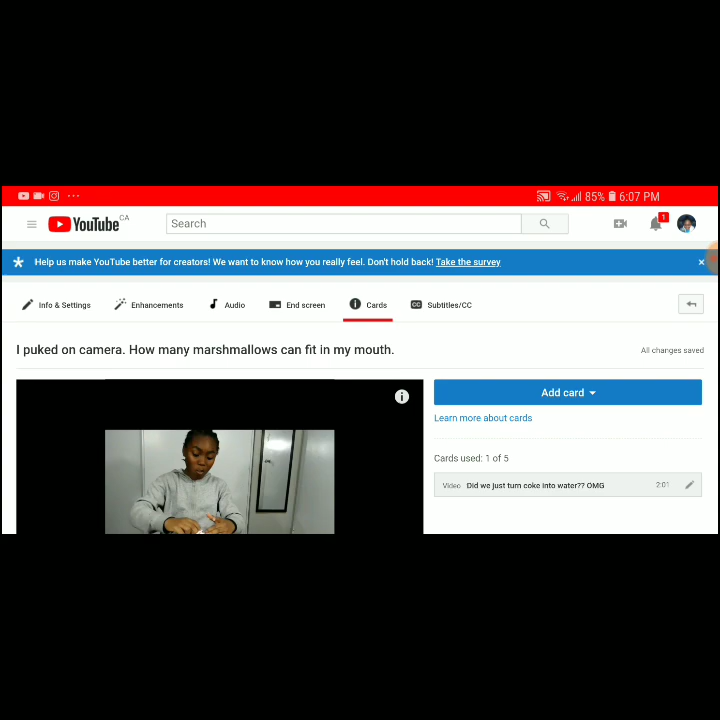 85% 6:07 PM
YouTube CA
Search
1
Help us make YouTube better for creators! We want to know how you really feel. Don't hold back! Take the survey
Info & Settings Enhancements Audio End screen Cards CC Subtitles/CC
I puked on camera. How many marshmallows can fit in my mouth.
All changes saved
Add card
Learn more about cards
Cards used: 1 of 5
Video Did we just turn coke into water?? OMG 2:01